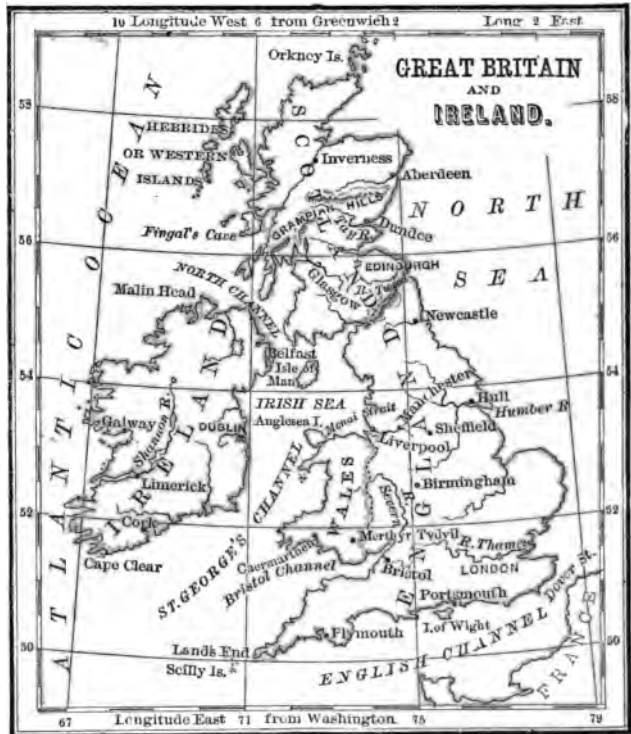 10 Longitude West 6 from Greenwich 2 Long. 2 East.
GREAT BRITAIN
AND
IRELAND.
Orkney Is.
58
58
HEBRIDES
OR WESTERN
ISLANDS
SCOTLAND
Inverness
Aberdeen
GRAMPIAN HILLS
Tay R.
Dundee
Fingal's Cave
NORTH
SEA
56
56
EDINBURGH
Glasgow
NORTH CHANNEL
Malin Head
Newcastle
Belfast
Isle of
Man
54
54
IRISH SEA
Anglesea I.
Menai Strait
Manchester
Hull
Humber R
Liverpool
Sheffield
Galway
Shannon R.
DUBLIN
IRELAND
Limerick
Cork
Cape Clear
ATLANTIC OCEAN
ST. GEORGE'S CHANNEL
WALES
ENGLAND
Severn R.
Birmingham
52
52
Merthyr Tydvil
Caermarthen
Bristol Channel
Bristol
R. Thames
LONDON
Dover St.
Portsmouth
I. of Wight
Plymouth
Land's End
Scilly Is.
ENGLISH CHANNEL
FRANCE
50
50
67 Longitude East 71 from Washington 75 79